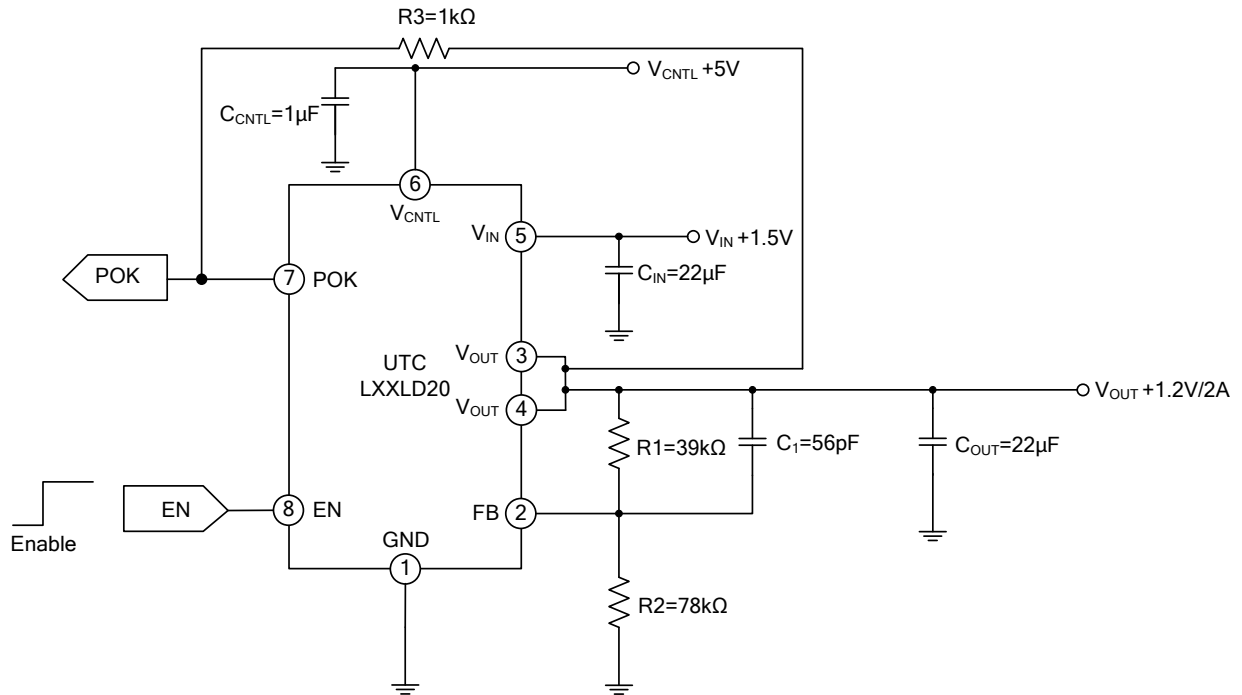 R3=1kΩ
VCNTL +5V
CCNTL=1µF
6
VCNTL
VIN 5
VIN +1.5V
POK
7 POK
CIN=22µF
VOUT 3
UTC
LXXLD20
VOUT 4
VOUT +1.2V/2A
R1=39kΩ
C1=56pF
COUT=22µF
Enable
EN
8 EN
FB 2
GND
1
R2=78kΩ